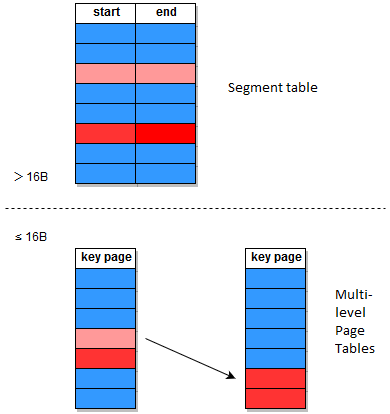 start end
Segment table
> 16B
≤ 16B
key page key page
Multi-
level
Page
Tables